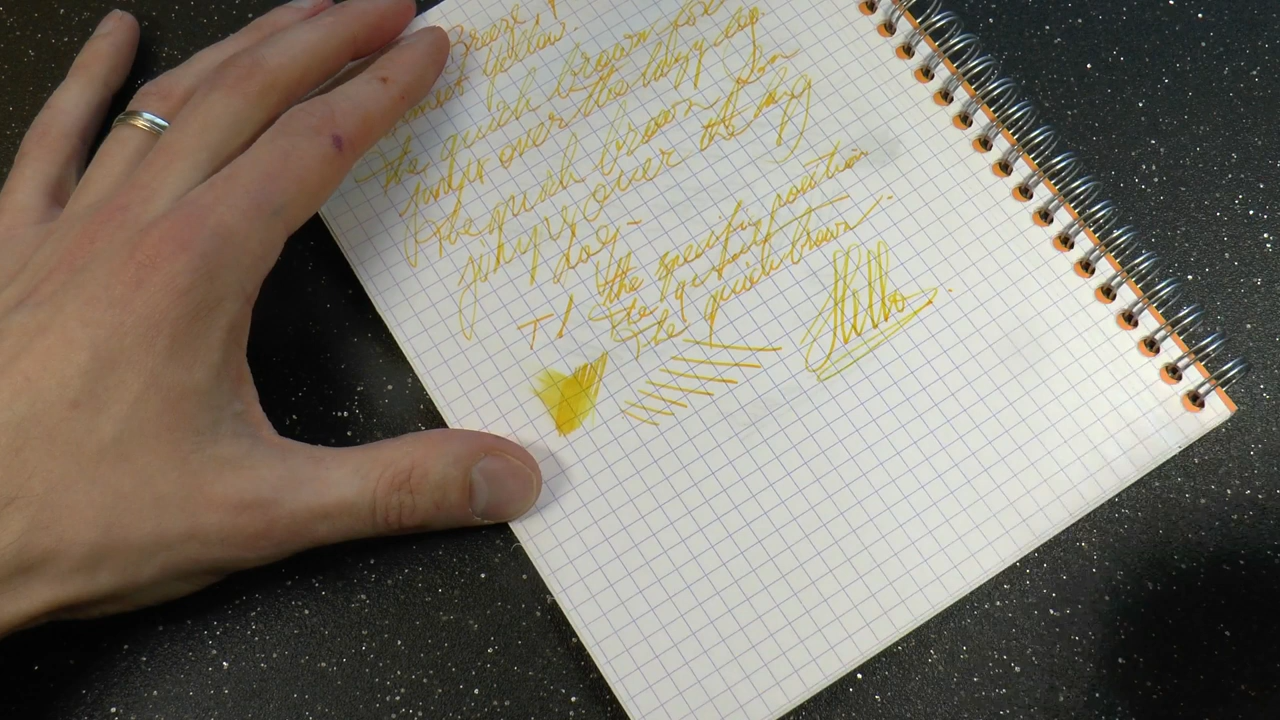 Breeze
Yellow.
the quick brown fox
jumps over the lazy dog
the quick brown fox
jumps over the lazy
dog -
T! the specific position
the
the quick brown.
Hello